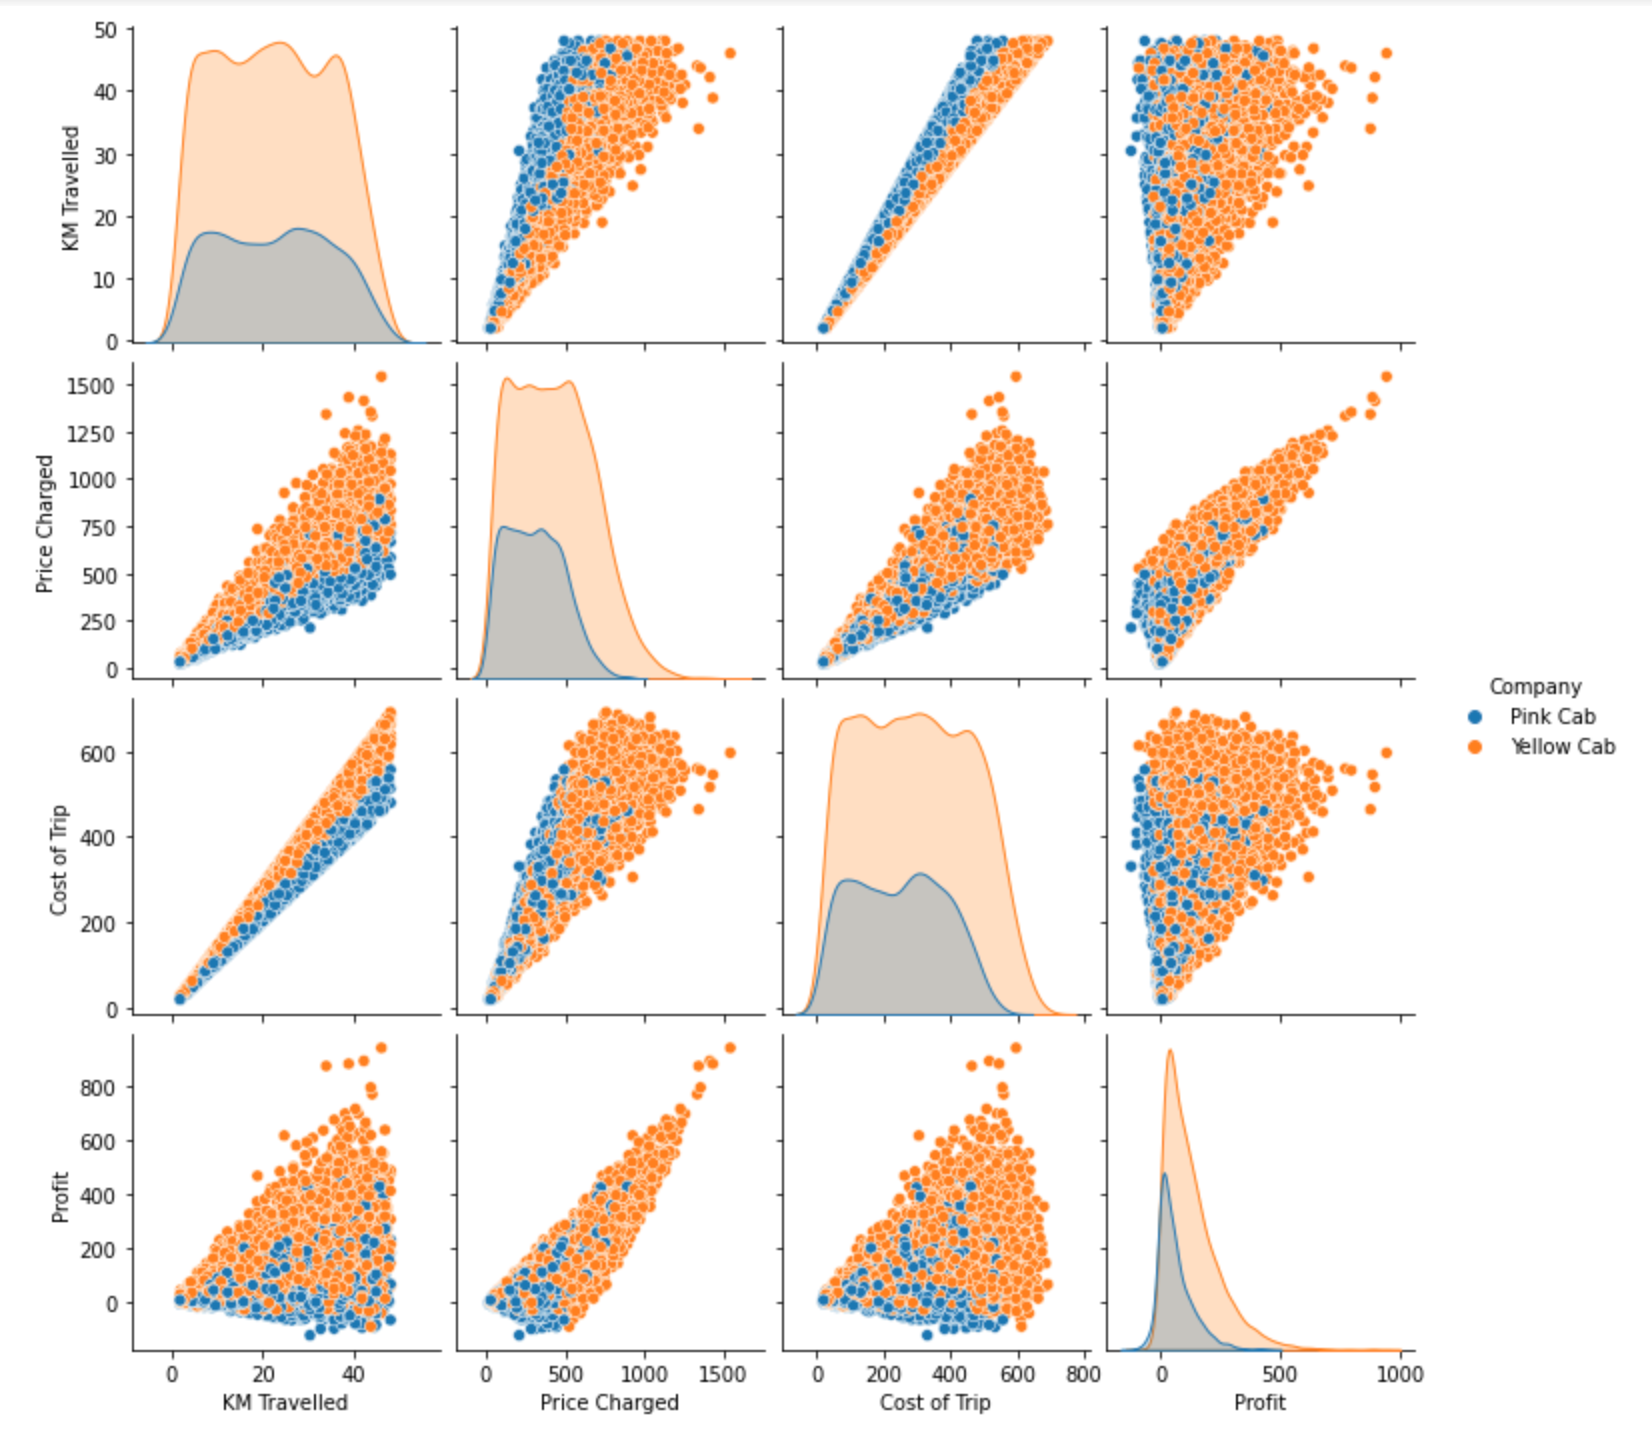 50
40
30
20
10
0
KM Travelled
1500
1250
1000
750
500
250
0
Price Charged
600
400
200
0
Cost of Trip
800
600
400
200
0
Profit
0 20 40
0 500 1000 1500
0 200 400 600 800
0 500 1000
KM Travelled
Price Charged
Cost of Trip
Profit
Company
Pink Cab
Yellow Cab